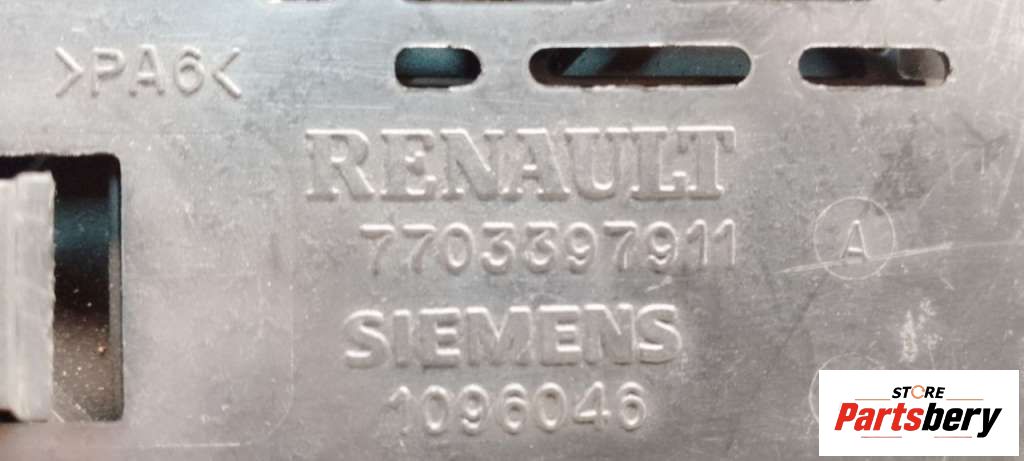 >PA6<
RENAULT
7703397911
A
SIEMENS
1096046
STORE
Partsbery